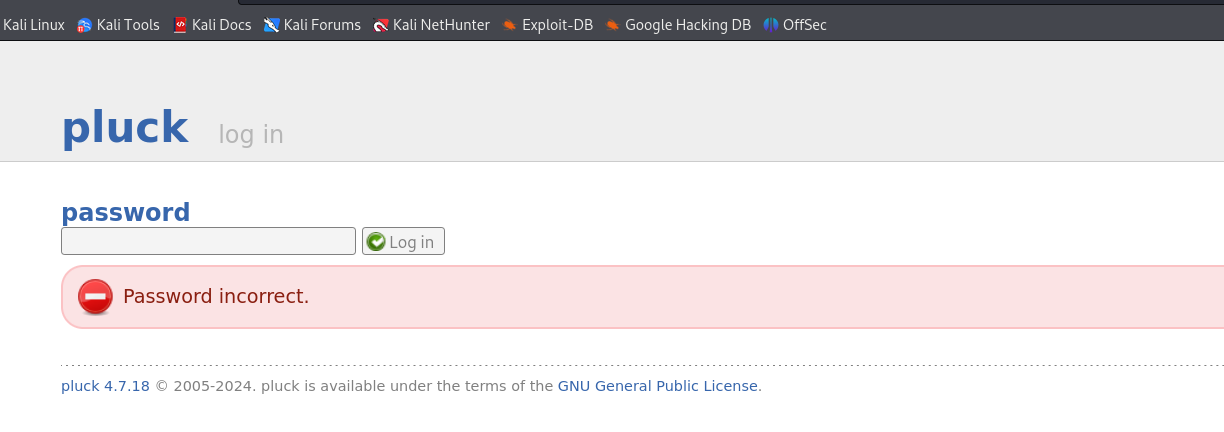 Kali Linux Kali Tools Kali Docs Kali Forums Kali NetHunter Exploit-DB Google Hacking DB OffSec
pluck log in
password
Log in
Password incorrect.
pluck 4.7.18 © 2005-2024. pluck is available under the terms of the GNU General Public License.